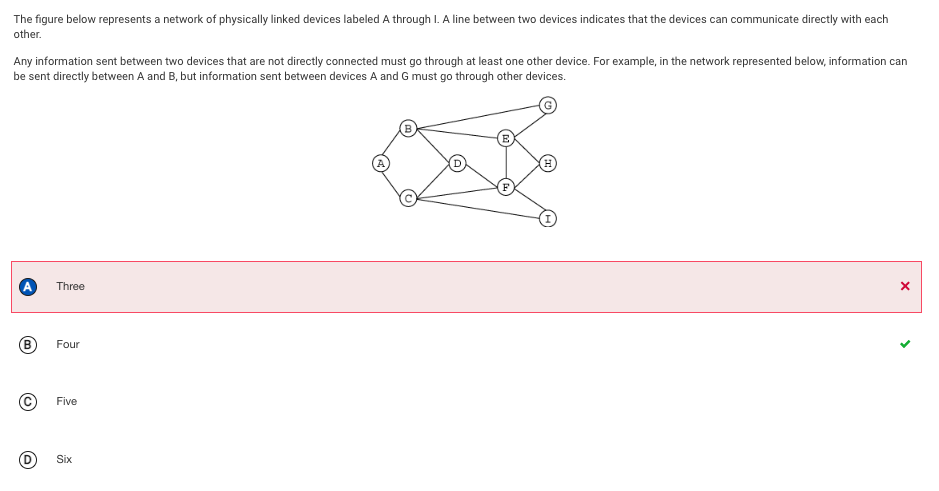 The figure below represents a network of physically linked devices labeled A through I. A line between two devices indicates that the devices can communicate directly with each
other.
Any information sent between two devices that are not directly connected must go through at least one other device. For example, in the network represented below, information can
be sent directly between A and B, but information sent between devices A and G must go through other devices.
G
B
E
A
D
H
F
C
I
A Three
B Four
C Five
D Six